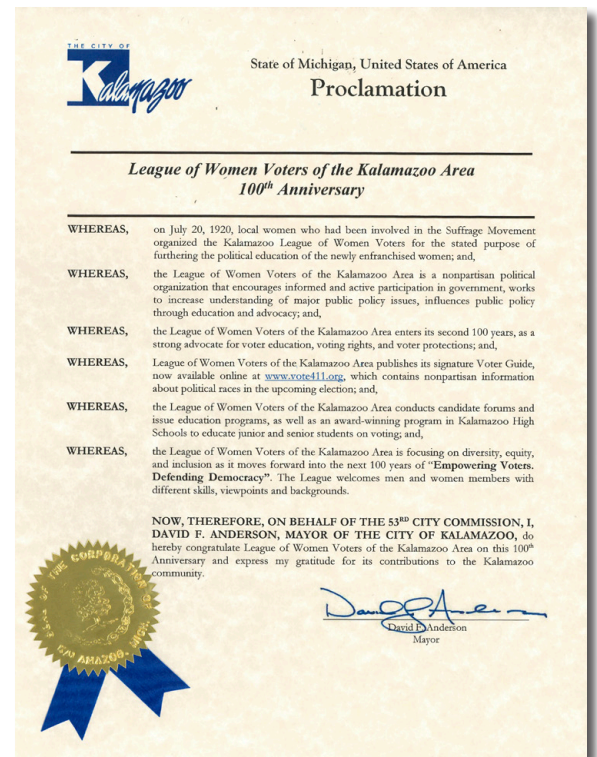 THE CITY OF
Kalamazoo
State of Michigan, United States of America
Proclamation
League of Women Voters of the Kalamazoo Area
100th Anniversary
WHEREAS, on July 20, 1920, local women who had been involved in the Suffrage Movement
organized the Kalamazoo League of Women Voters for the stated purpose of
furthering the political education of the newly enfranchised women; and,
WHEREAS, the League of Women Voters of the Kalamazoo Area is a nonpartisan political
organization that encourages informed and active participation in government, works
to increase understanding of major public policy issues, influences public policy
through education and advocacy; and,
WHEREAS, the League of Women Voters of the Kalamazoo Area enters its second 100 years, as a
strong advocate for voter education, voting rights, and voter protections; and,
WHEREAS, League of Women Voters of the Kalamazoo Area publishes its signature Voter Guide,
now available online at www.vote411.org, which contains nonpartisan information
about political races in the upcoming election; and,
WHEREAS, the League of Women Voters of the Kalamazoo Area conducts candidate forums and
issue education programs, as well as an award-winning program in Kalamazoo High
Schools to educate junior and senior students on voting; and,
WHEREAS, the League of Women Voters of the Kalamazoo Area is focusing on diversity, equity,
and inclusion as it moves forward into the next 100 years of “Empowering Voters.
Defending Democracy”. The League welcomes men and women members with
different skills, viewpoints and backgrounds.
NOW, THEREFORE, ON BEHALF OF THE 53RD CITY COMMISSION, I,
DAVID F. ANDERSON, MAYOR OF THE CITY OF KALAMAZOO, do
hereby congratulate League of Women Voters of the Kalamazoo Area on this 100th
Anniversary and express my gratitude for its contributions to the Kalamazoo
community.
David F. Anderson
Mayor
OF THE CORPORATION OF
KALAMAZOO, MICH.